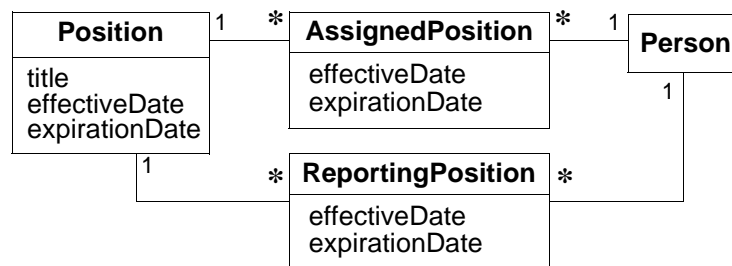 Position
1
*
AssignedPosition
*
1
Person
title
effectiveDate
expirationDate
effectiveDate
expirationDate
1
1
*
ReportingPosition
*
effectiveDate
expirationDate